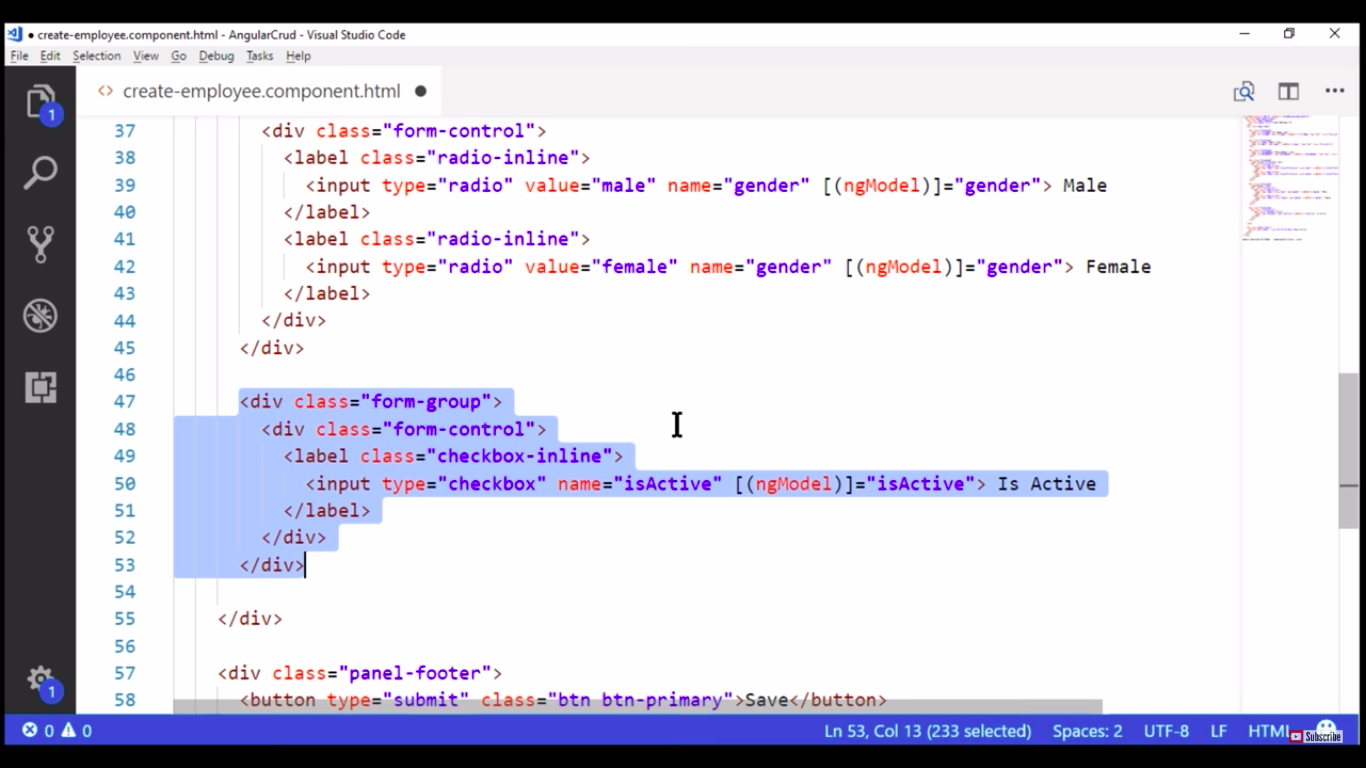 create-employee.component.html - AngularCrud - Visual Studio Code
File Edit Selection View Go Debug Tasks Help
<> create-employee.component.html
1
37 <div class="form-control">
38 <label class="radio-inline">
39 <input type="radio" value="male" name="gender" [(ngModel)]="gender"> Male
40 </label>
41 <label class="radio-inline">
42 <input type="radio" value="female" name="gender" [(ngModel)]="gender"> Female
43 </label>
44 </div>
45 </div>
46
47 <div class="form-group">
48 <div class="form-control">
49 <label class="checkbox-inline">
50 <input type="checkbox" name="isActive" [(ngModel)]="isActive"> Is Active
51 </label>
52 </div>
53 </div>
54
55 </div>
56
57 <div class="panel-footer">
58 <button type="submit" class="btn btn-primary">Save</button>
1
0 0 Ln 53, Col 13 (233 selected) Spaces: 2 UTF-8 LF HTML
Subscribe